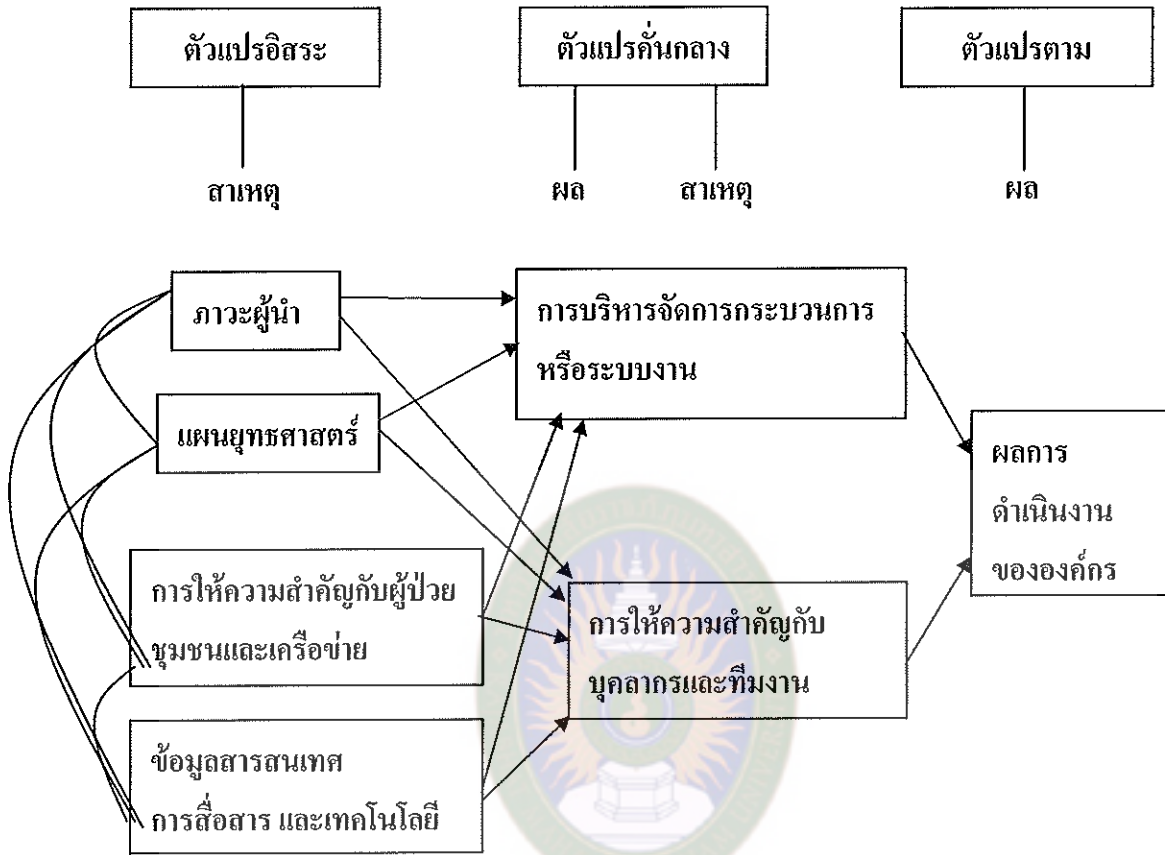 ตัวแปรอิสระ
ตัวแปรคั่นกลาง
ตัวแปรตาม
สาเหตุ
ผล
สาเหตุ
ผล
ภาวะผู้นำ
แผนยุทธศาสตร์
การให้ความสำคัญกับผู้ป่วย
ชุมชนและเครือข่าย
ข้อมูลสารสนเทศ
การสื่อสาร และเทคโนโลยี
การบริหารจัดการกระบวนการ
หรือระบบงาน
การให้ความสำคัญกับ
บุคลากรและทีมงาน
ผลการ
ดำเนินงาน
ขององค์กร